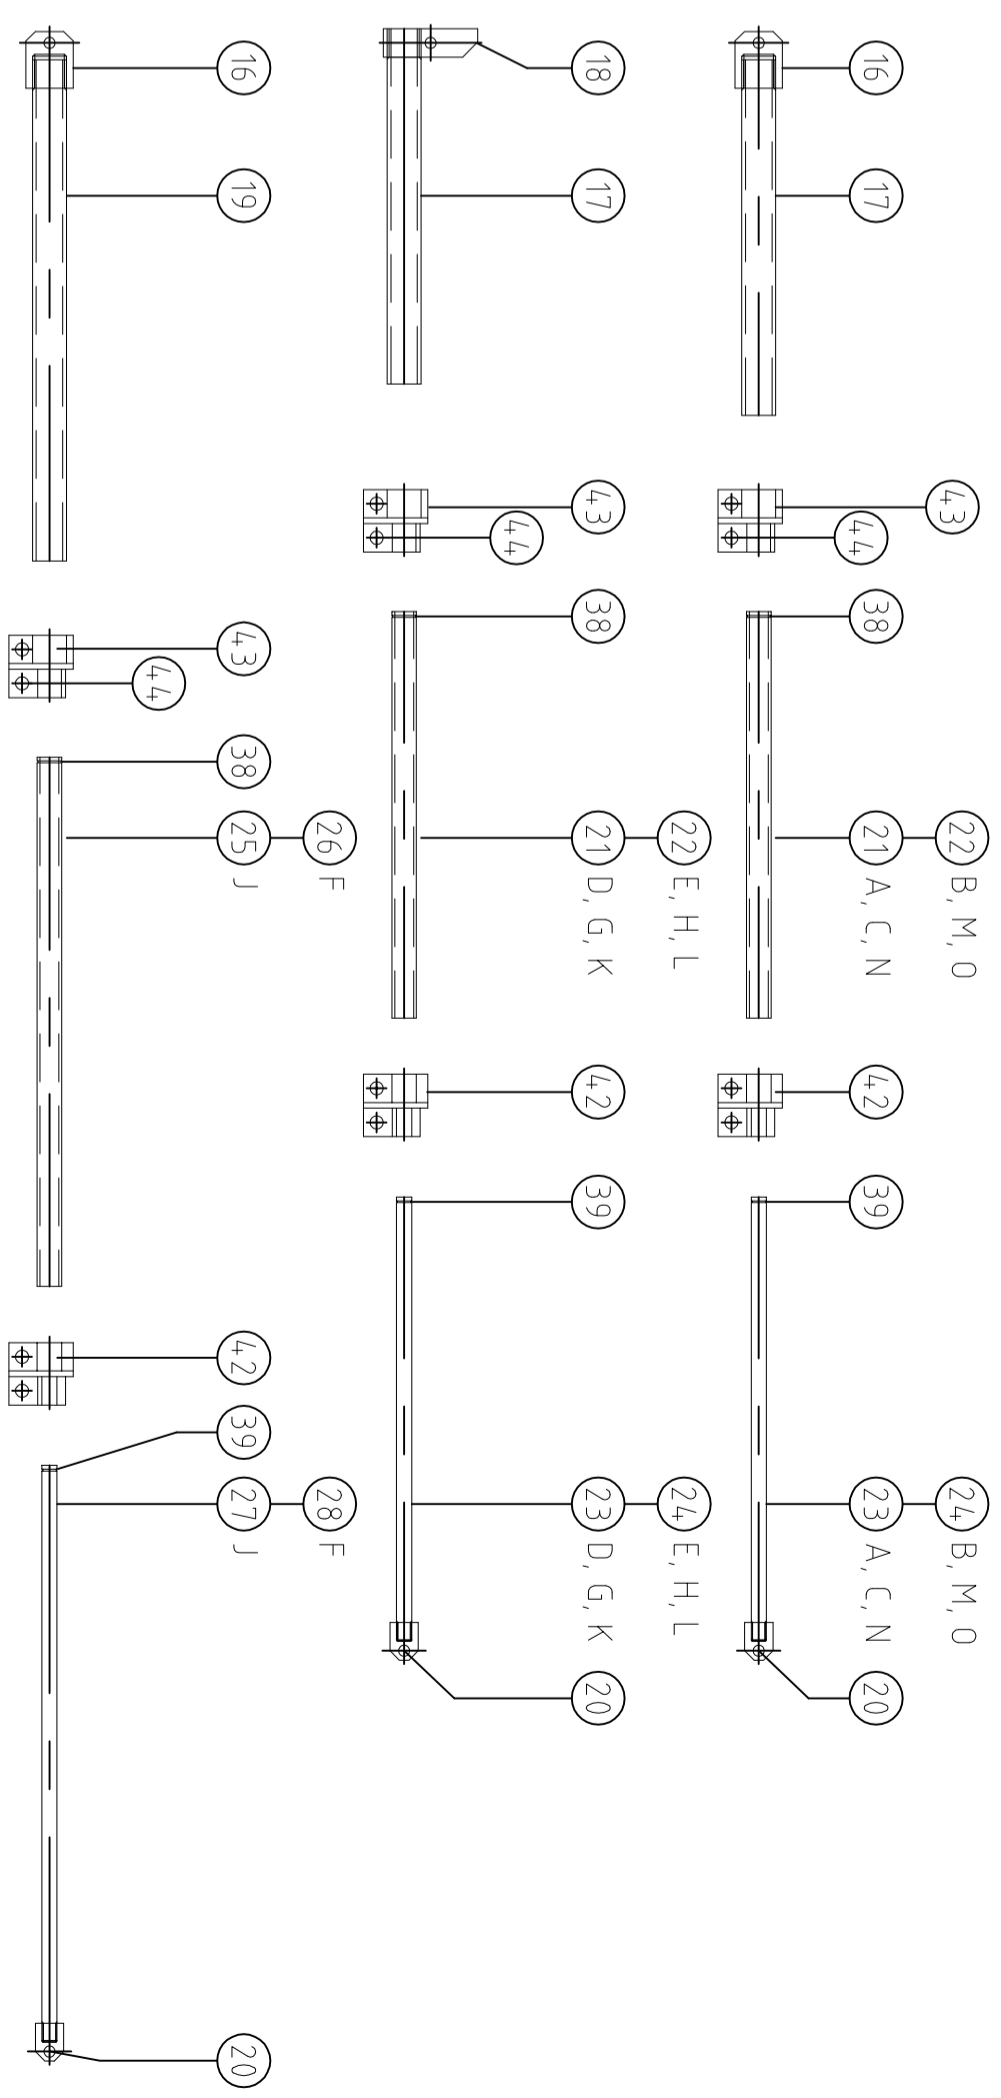 43 22 B, M, O 24 B, M, O
16 17 44 38 21 A, C, N 42 39 23 A, C, N 20
22 E, H, L 24 E, H, L
18 17 43 38 21 D, G, K 42 39 23 D, G, K 20
44
26 F 28 F
16 19 43 38 25 J 42 39 27 J 20
44